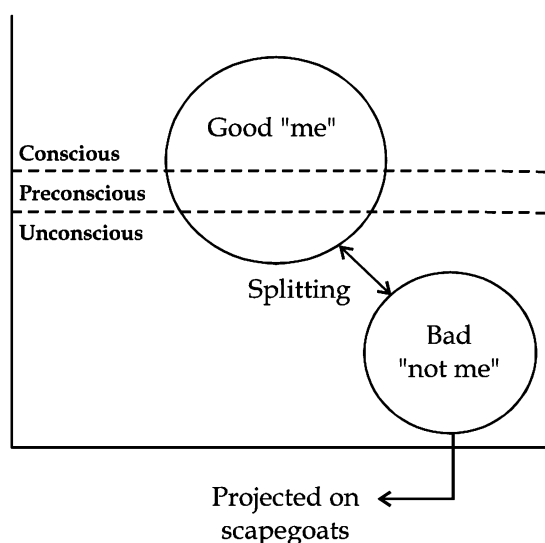 Good "me"
Conscious
Preconscious
Unconscious
Splitting
Bad
"not me"
Projected on
scapegoats